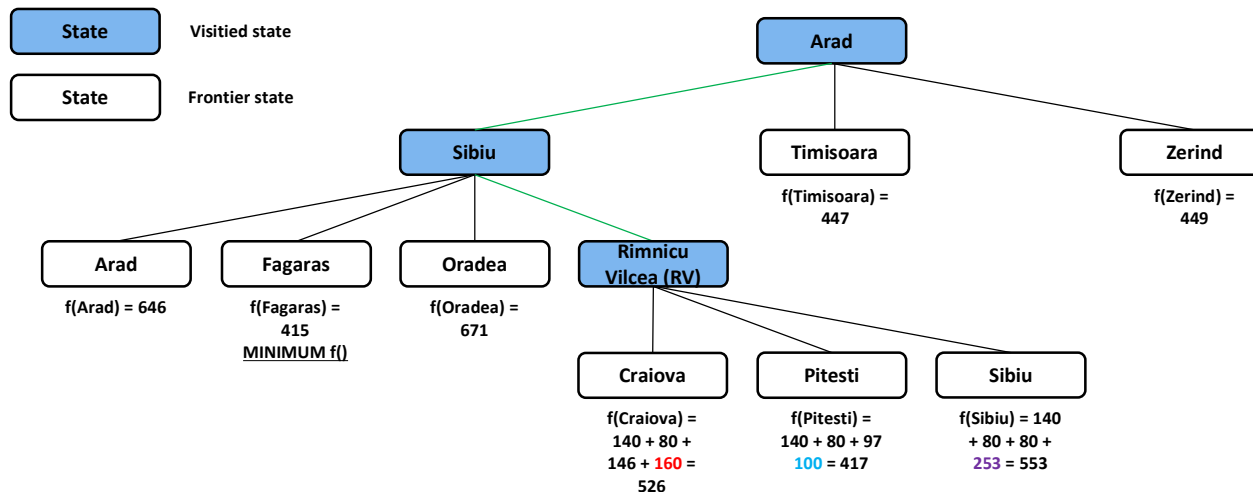 State
Visitied state
State
Frontier state
Arad
Sibiu
Timisoara
Zerind
f(Timisoara) =
447
f(Zerind) =
449
Arad
Fagaras
Oradea
Rimnicu
Vilcea (RV)
f(Arad) = 646
f(Fagaras) =
415
MINIMUM f()
f(Oradea) =
671
Craiova
Pitesti
Sibiu
f(Craiova) =
140 + 80 +
146 + 160 =
526
f(Pitesti) =
140 + 80 + 97
100 = 417
f(Sibiu) = 140
+ 80 + 80 +
253 = 553